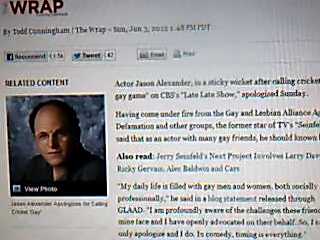 THE WRAP
By Todd Cunningham | The Wrap – Sun, Jun 3, 2012 1:48 PM PDT
Recommend 1.5k Tweet 42 Email Print
RELATED CONTENT
View Photo
Jason Alexander Apologizes for Calling
Cricket 'Gay'
Actor Jason Alexander, in a sticky wicket after calling cricket
gay game" on CBS's "Late Late Show," apologized Sunday.
Having come under fire from the Gay and Lesbian Alliance Ag
Defamation and other groups, the former star of TV's "Seinf
said that as an actor with many gay friends, he should known b
Also read: Jerry Seinfeld's Next Project Involves Larry Dav
Ricky Gervais, Alec Baldwin and Cars
"My daily life is filled with gay men and women, both socially
professionally," he said in a blog statement released through
GLAAD. "I am profoundly aware of the challenges these friend
mine face and I have openly advocated on their behalf. So, I c
only apologize and I do. In comedy, timing is everything."